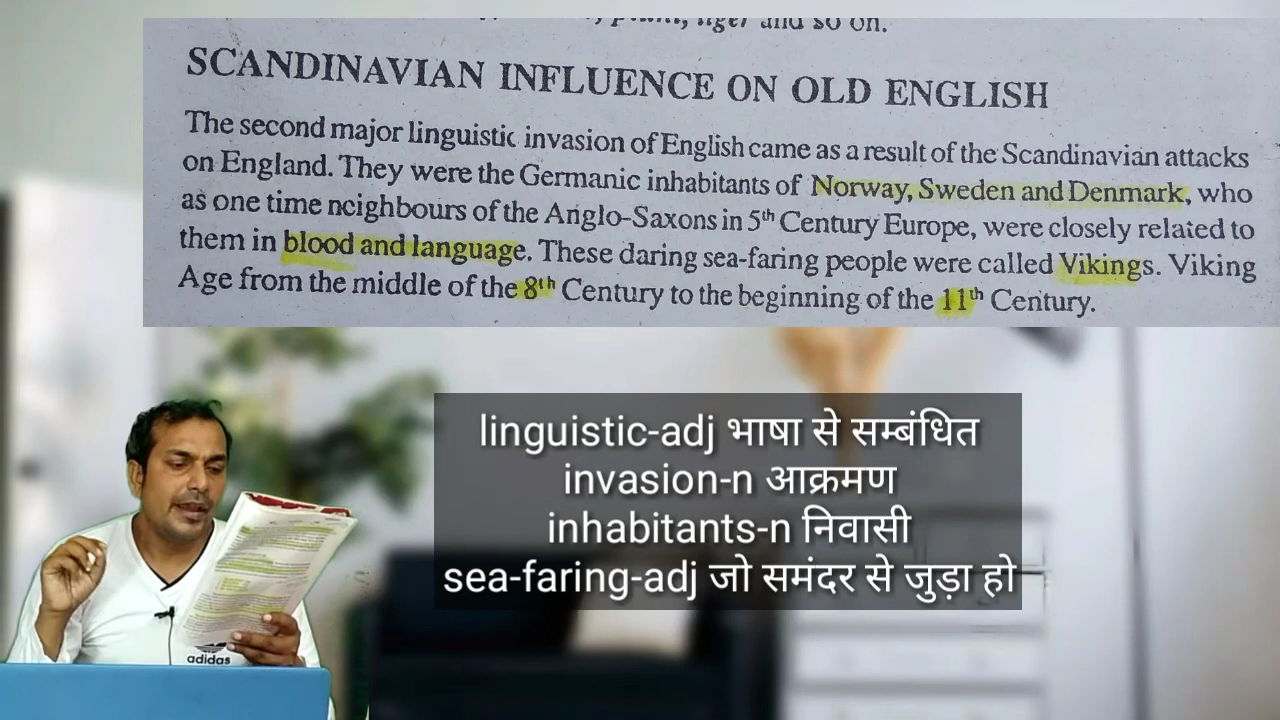 tiger and so on.
SCANDINAVIAN INFLUENCE ON OLD ENGLISH
The second major linguistic invasion of English came as a result of the Scandinavian attacks
on England. They were the Germanic inhabitants of Norway, Sweden and Denmark, who
as one time neighbours of the Anglo-Saxons in 5th Century Europe, were closely related to
them in blood and language. These daring sea-faring people were called Vikings. Viking
Age from the middle of the 8th Century to the beginning of the 11th Century.
linguistic-adj भाषा से सम्बंधित
invasion-n आक्रमण
inhabitants-n निवासी
sea-faring-adj जो समंदर से जुड़ा हो
adidas